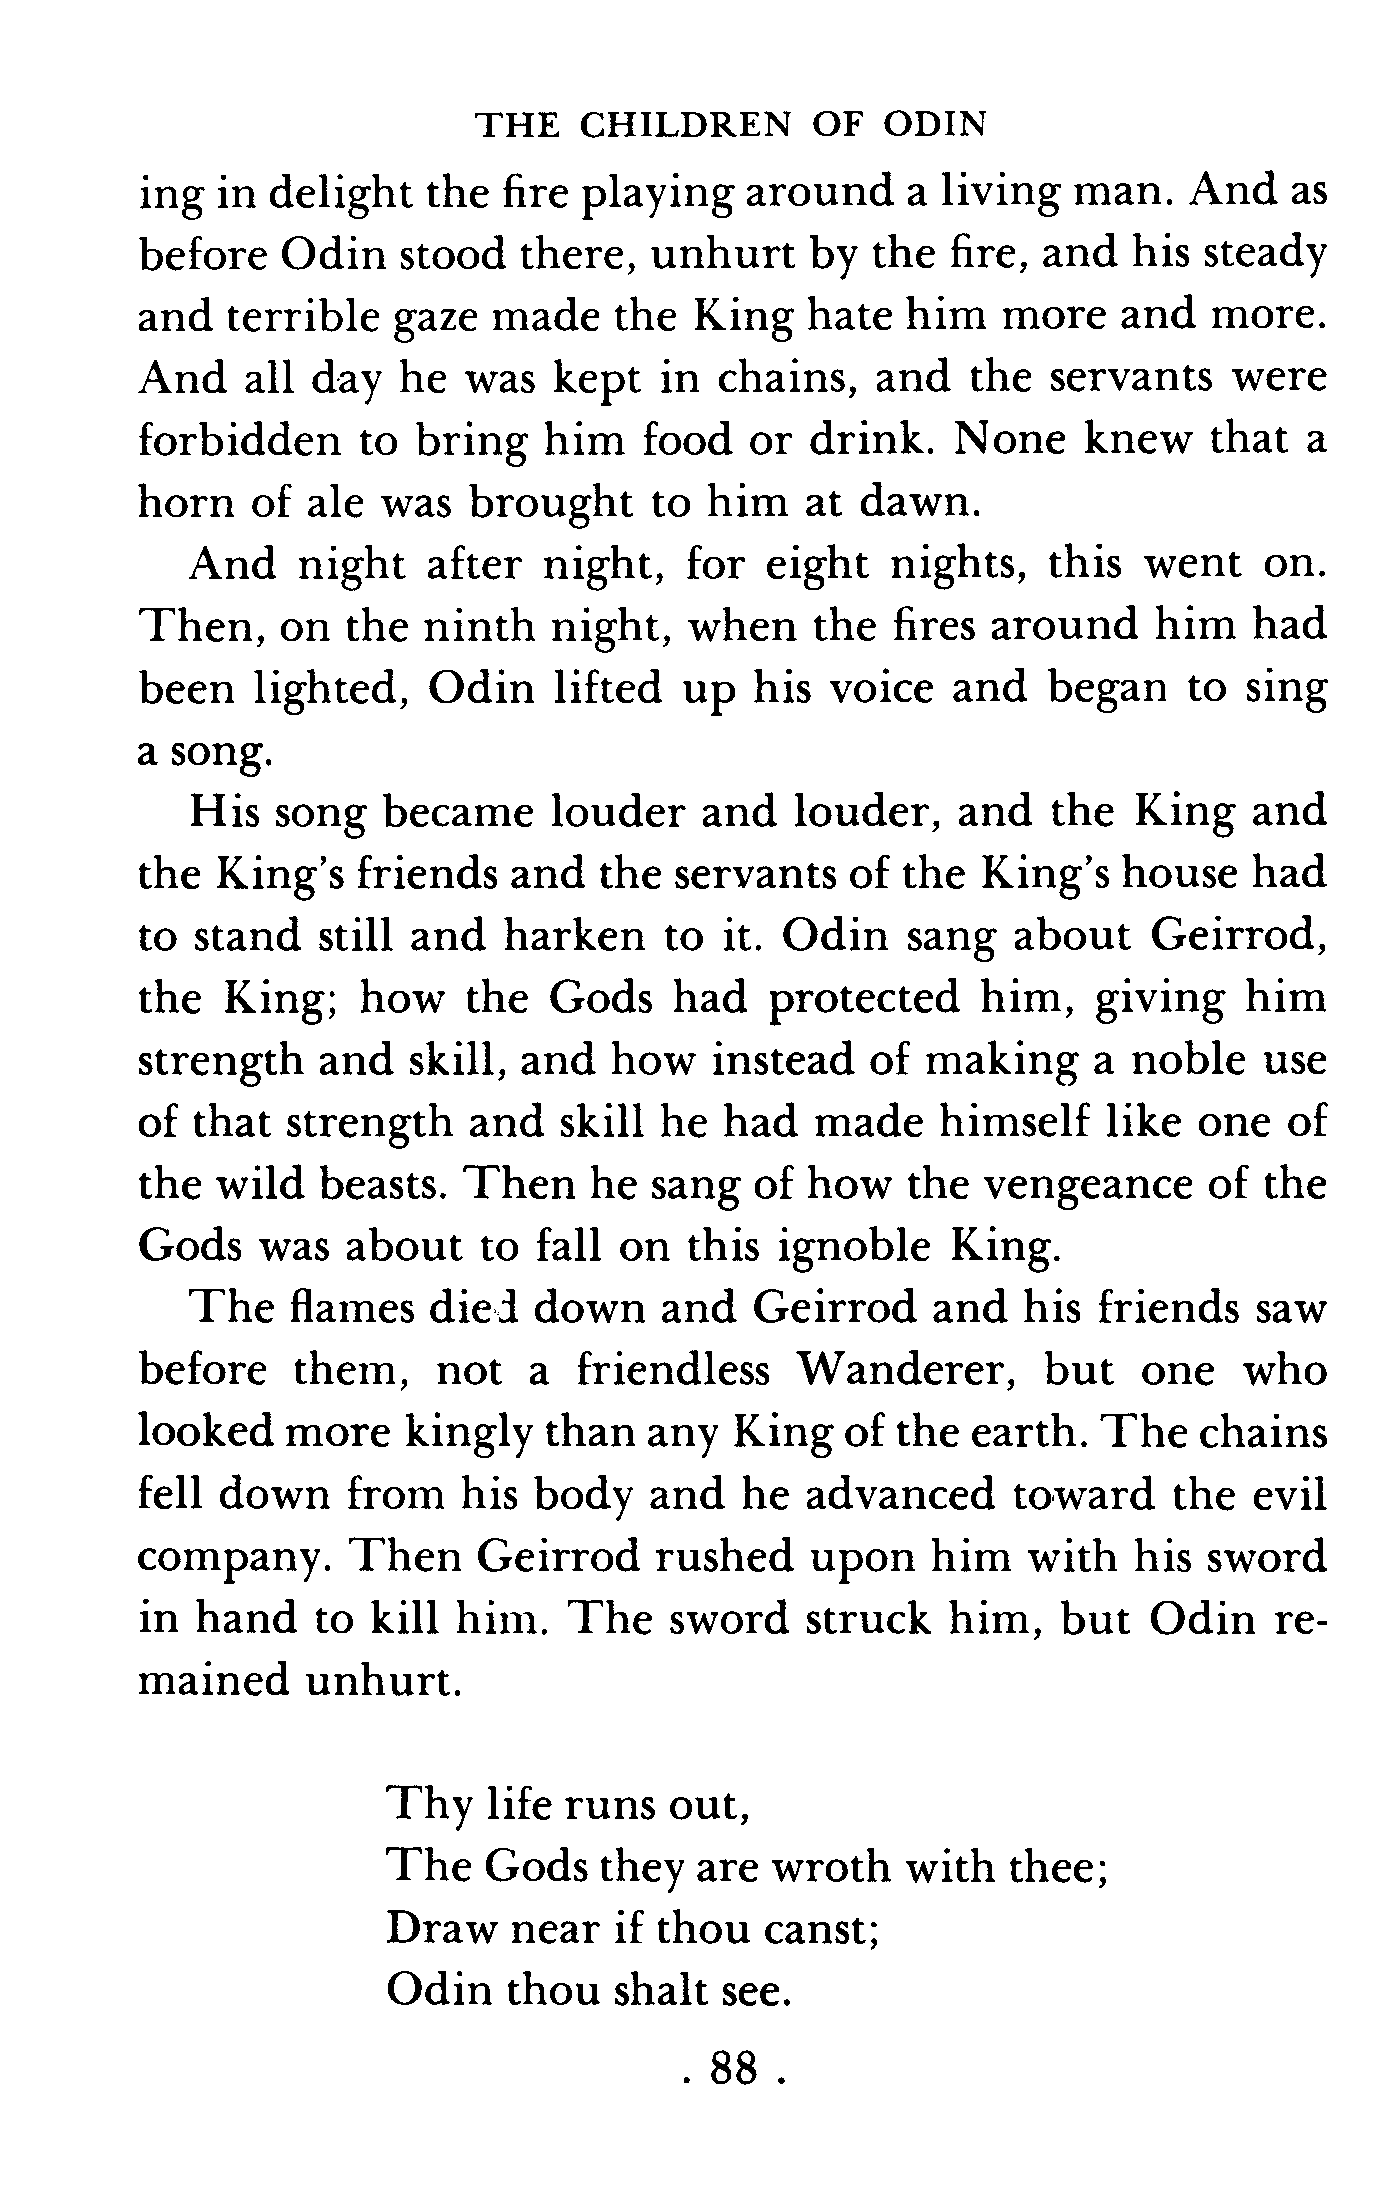 THE CHILDREN OF ODIN
ing in delight the fire playing around a living man. And as
before Odin stood there, unhurt by the fire, and his steady
and terrible gaze made the King hate him more and more.
And all day he was kept in chains, and the servants were
forbidden to bring him food or drink. None knew that a
horn of ale was brought to him at dawn.
And night after night, for eight nights, this went on.
Then, on the ninth night, when the fires around him had
been lighted, Odin lifted up his voice and began to sing
a song.
His song became louder and louder, and the King and
the King's friends and the servants of the King's house had
to stand still and harken to it. Odin sang about Geirrod,
the King; how the Gods had protected him, giving him
strength and skill, and how instead of making a noble use
of that strength and skill he had made himself like one of
the wild beasts. Then he sang of how the vengeance of the
Gods was about to fall on this ignoble King.
The flames died down and Geirrod and his friends saw
before them, not a friendless Wanderer, but one who
looked more kingly than any King of the earth. The chains
fell down from his body and he advanced toward the evil
company. Then Geirrod rushed upon him with his sword
in hand to kill him. The sword struck him, but Odin re-
mained unhurt.
Thy life runs out,
The Gods they are wroth with thee;
Draw near if thou canst;
Odin thou shalt see.
. 88 .